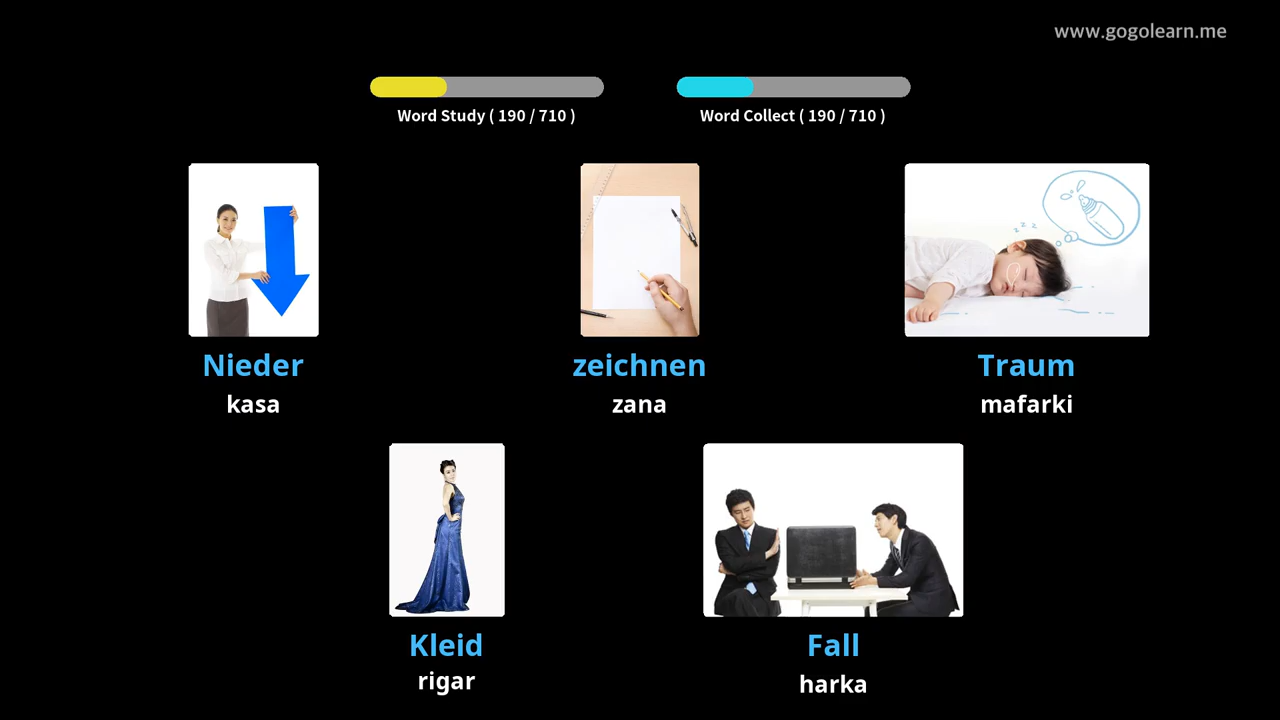 www.gogolearn.me
Word Study ( 190 / 710 )
Word Collect ( 190 / 710 )
Nieder
kasa
zeichnen
zana
Traum
mafarki
z z z
Kleid
rigar
Fall
harka